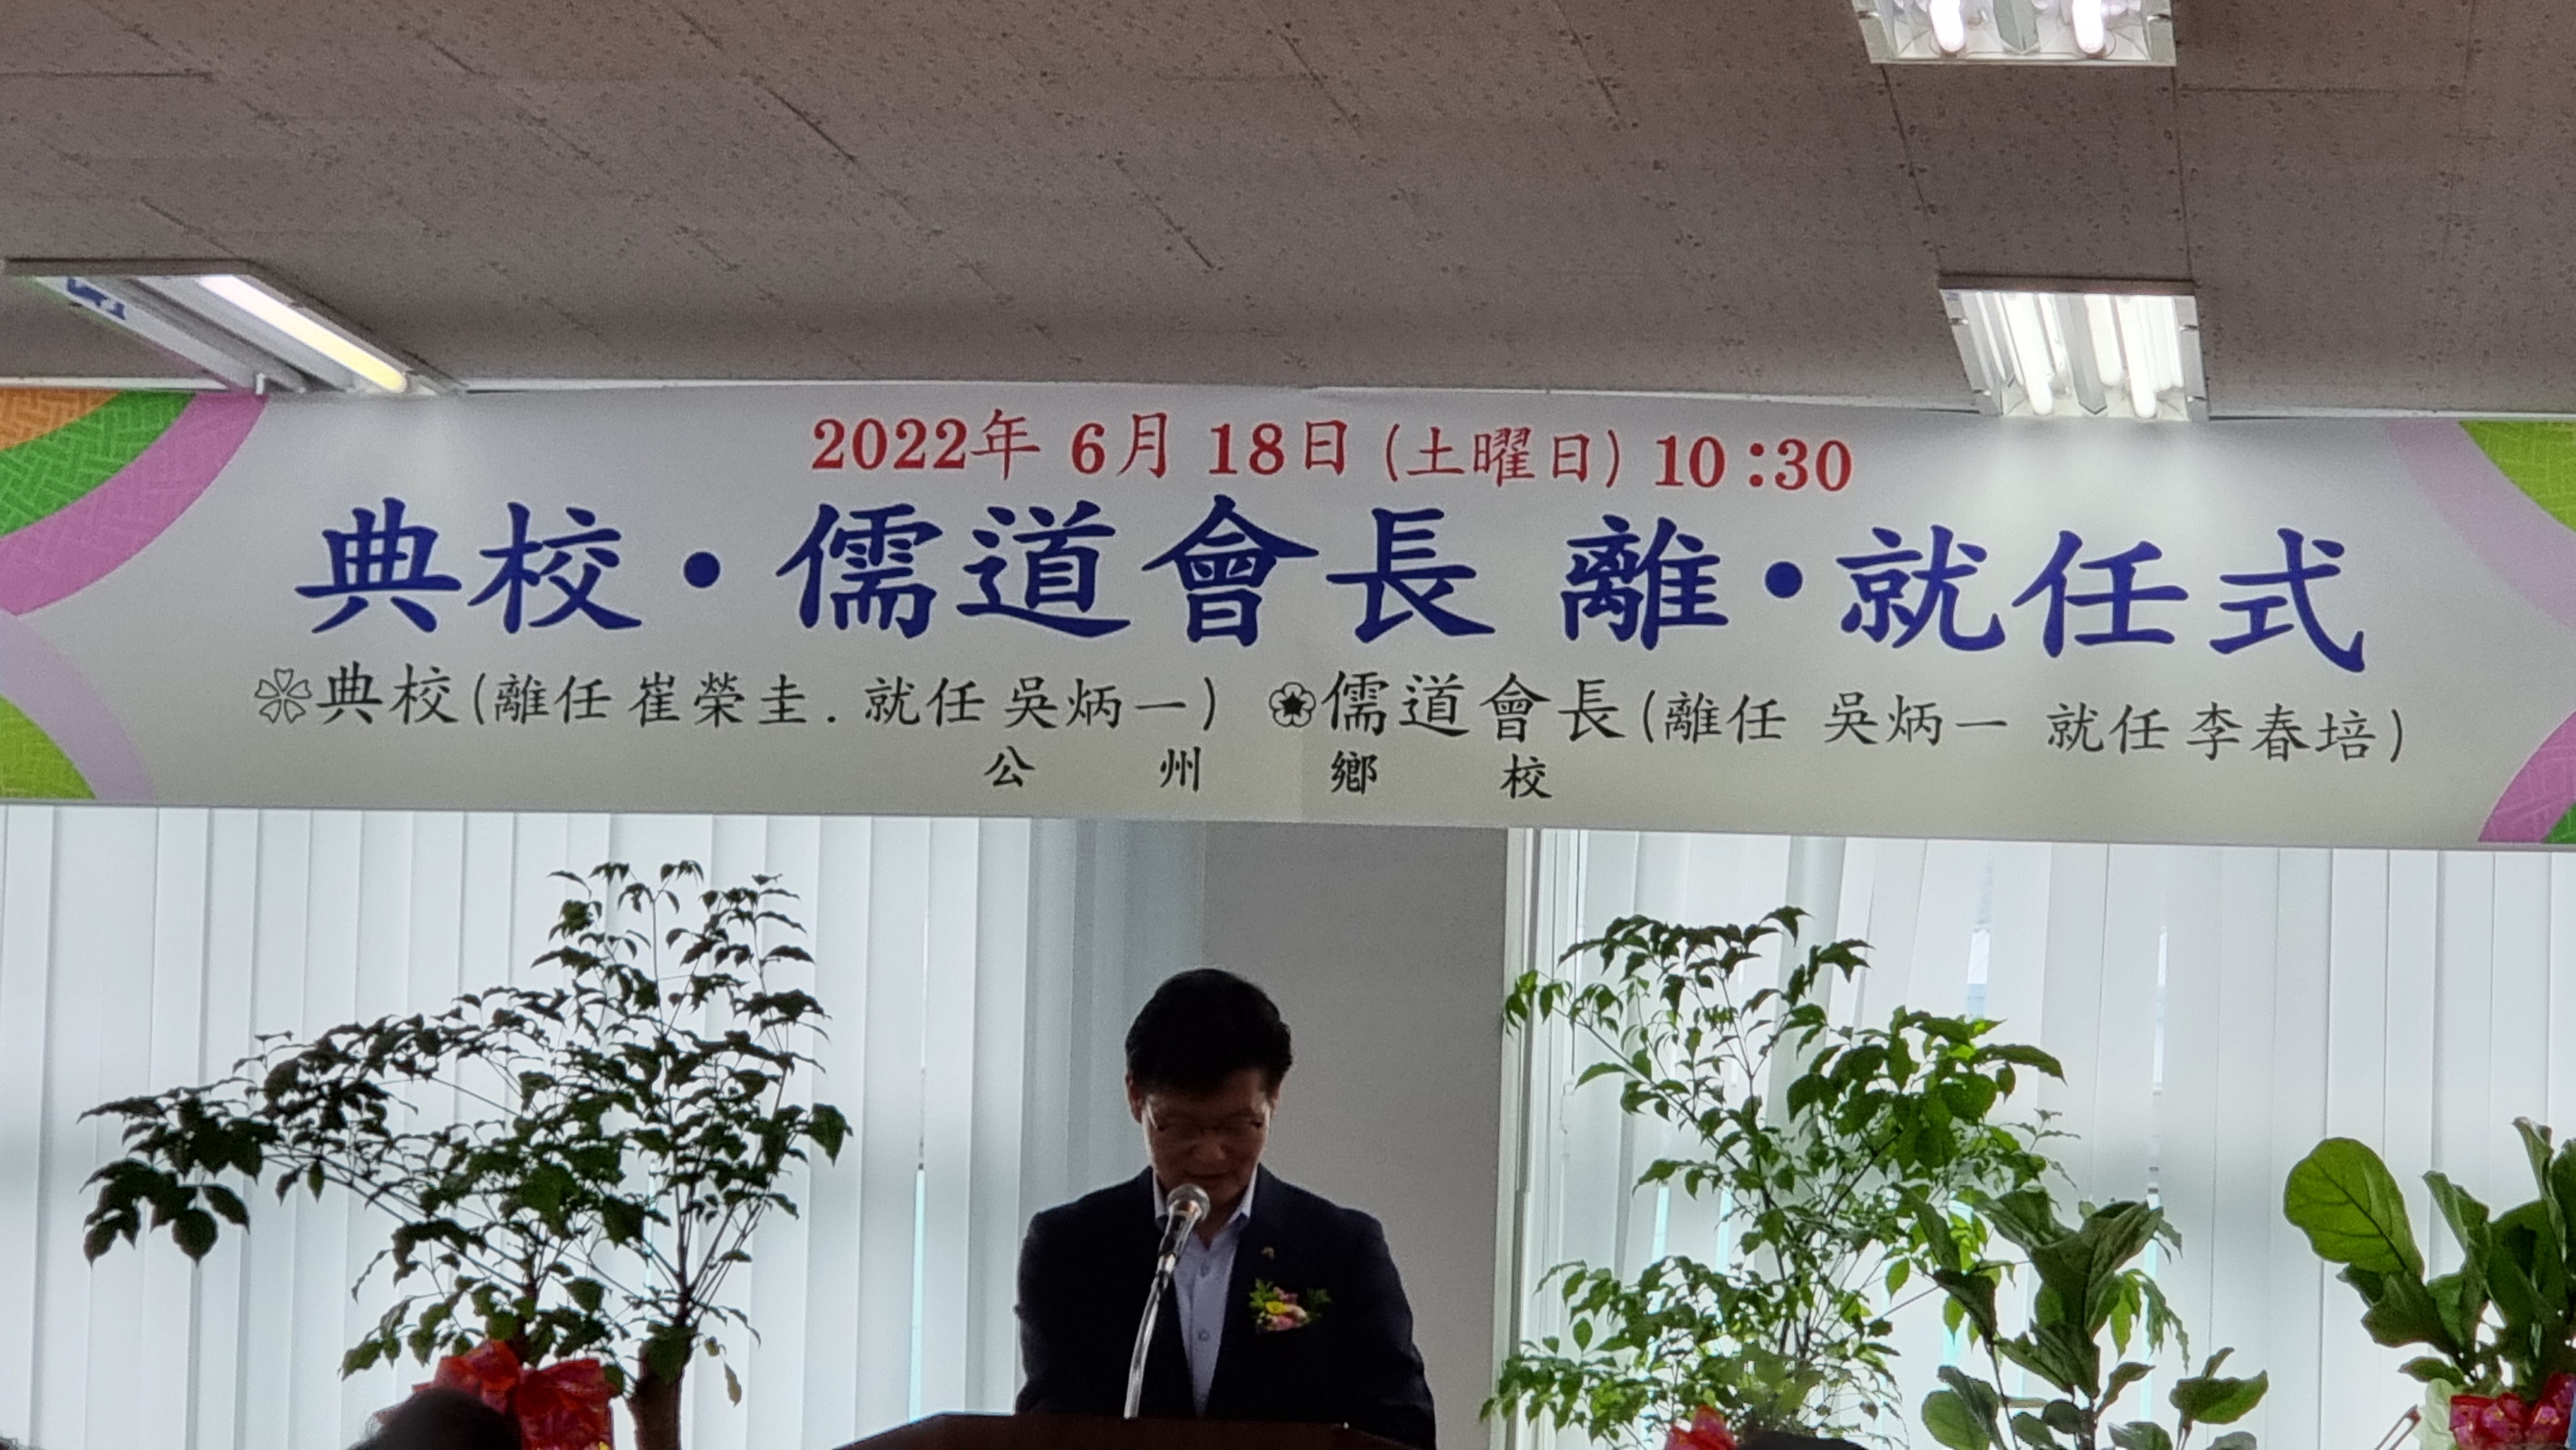 2022年 6月 18日 (土曜日) 10:30
典校·儒道會長 離·就任式
典校(離任 崔榮圭. 就任 吳炳一) 儒道會長(離任 吳炳一 就任 李春培)
公州鄕校